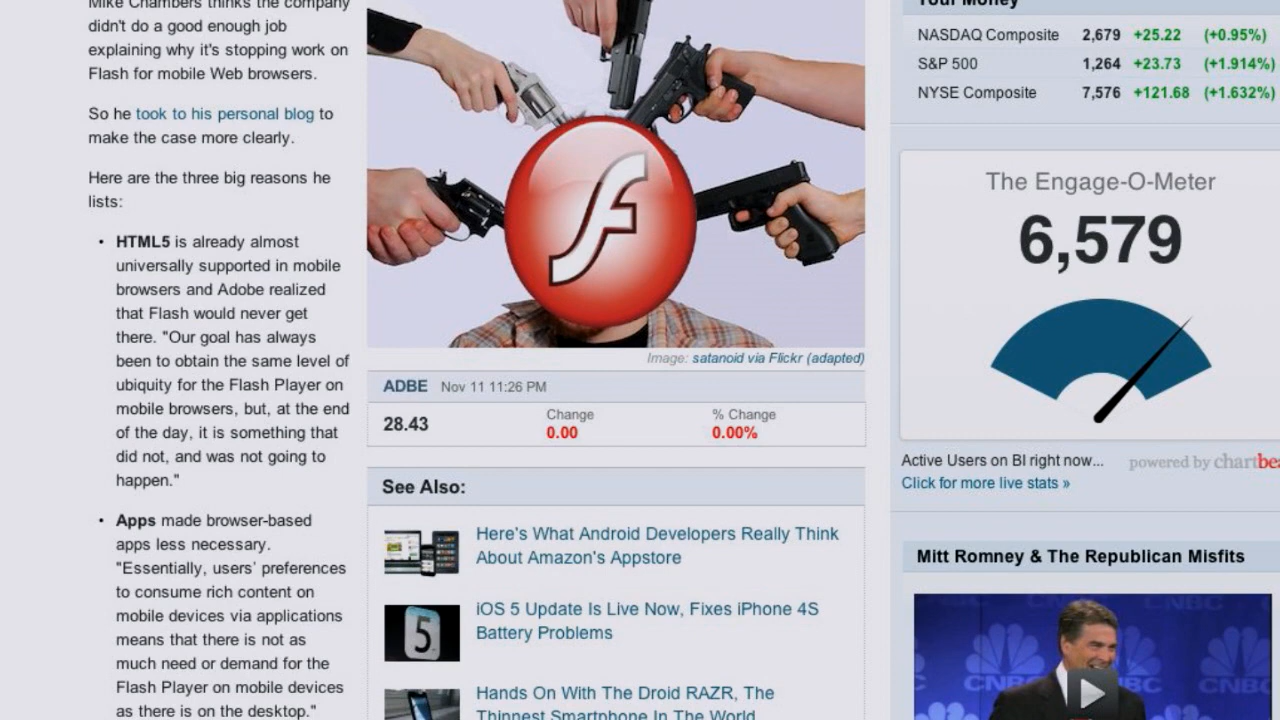 Mike Chambers thinks the company
didn't do a good enough job
explaining why it's stopping work on
Flash for mobile Web browsers.
So he took to his personal blog to
make the case more clearly.
Here are the three big reasons he
lists:
• HTML5 is already almost
universally supported in mobile
browsers and Adobe realized
that Flash would never get
there. "Our goal has always
been to obtain the same level of
ubiquity for the Flash Player on
mobile browsers, but, at the end
of the day, it is something that
did not, and was not going to
happen."
• Apps made browser-based
apps less necessary.
"Essentially, users' preferences
to consume rich content on
mobile devices via applications
means that there is not as
much need or demand for the
Flash Player on mobile devices
as there is on the desktop."
Image: satanoid via Flickr (adapted)
ADBE Nov 11 11:26 PM
28.43
Change
0.00
% Change
0.00%
See Also:
Here's What Android Developers Really Think
About Amazon's Appstore
5
iOS 5 Update Is Live Now, Fixes iPhone 4S
Battery Problems
Hands On With The Droid RAZR, The
Thinnest Smartphone In The World
Your Money
NASDAQ Composite 2,679 +25.22 (+0.95%)
S&P 500 1,264 +23.73 (+1.914%)
NYSE Composite 7,576 +121.68 (+1.632%)
The Engage-O-Meter
6,579
Active Users on BI right now...
powered by chartbe
Click for more live stats »
Mitt Romney & The Republican Misfits
CNBC
CNBC